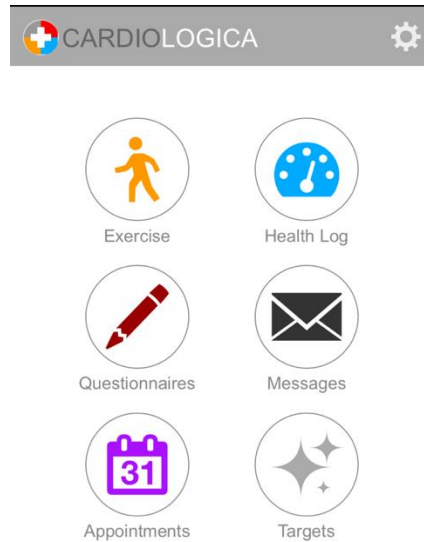 CARDIOLOGICA
Exercise
Health Log
Questionnaires
Messages
31
Appointments
Targets